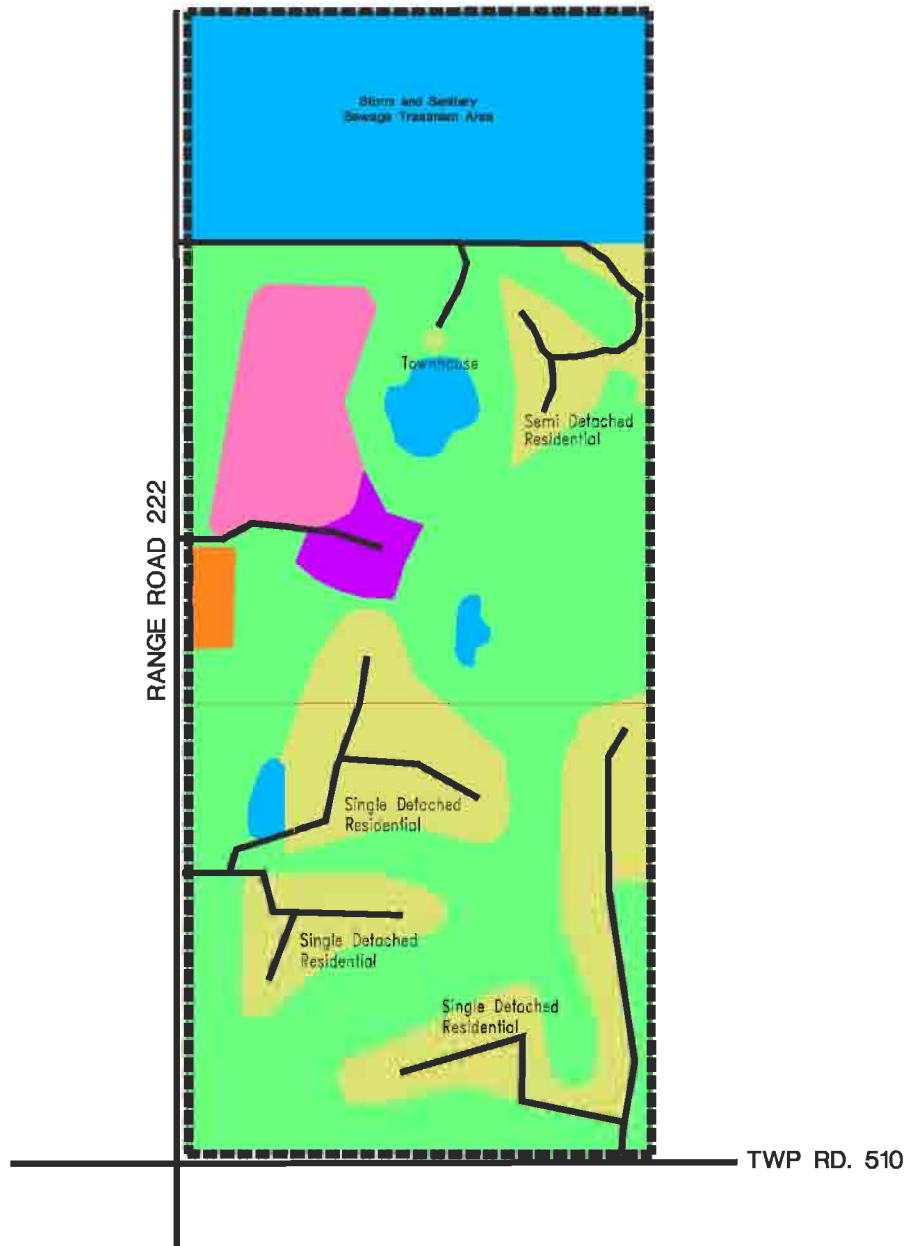 Storm and Sanitary
Sewage Treatment Area
Townhouse
Semi Detached
Residential
RANGE ROAD 222
Single Detached
Residential
Single Detached
Residential
Single Detached
Residential
TWP RD. 510